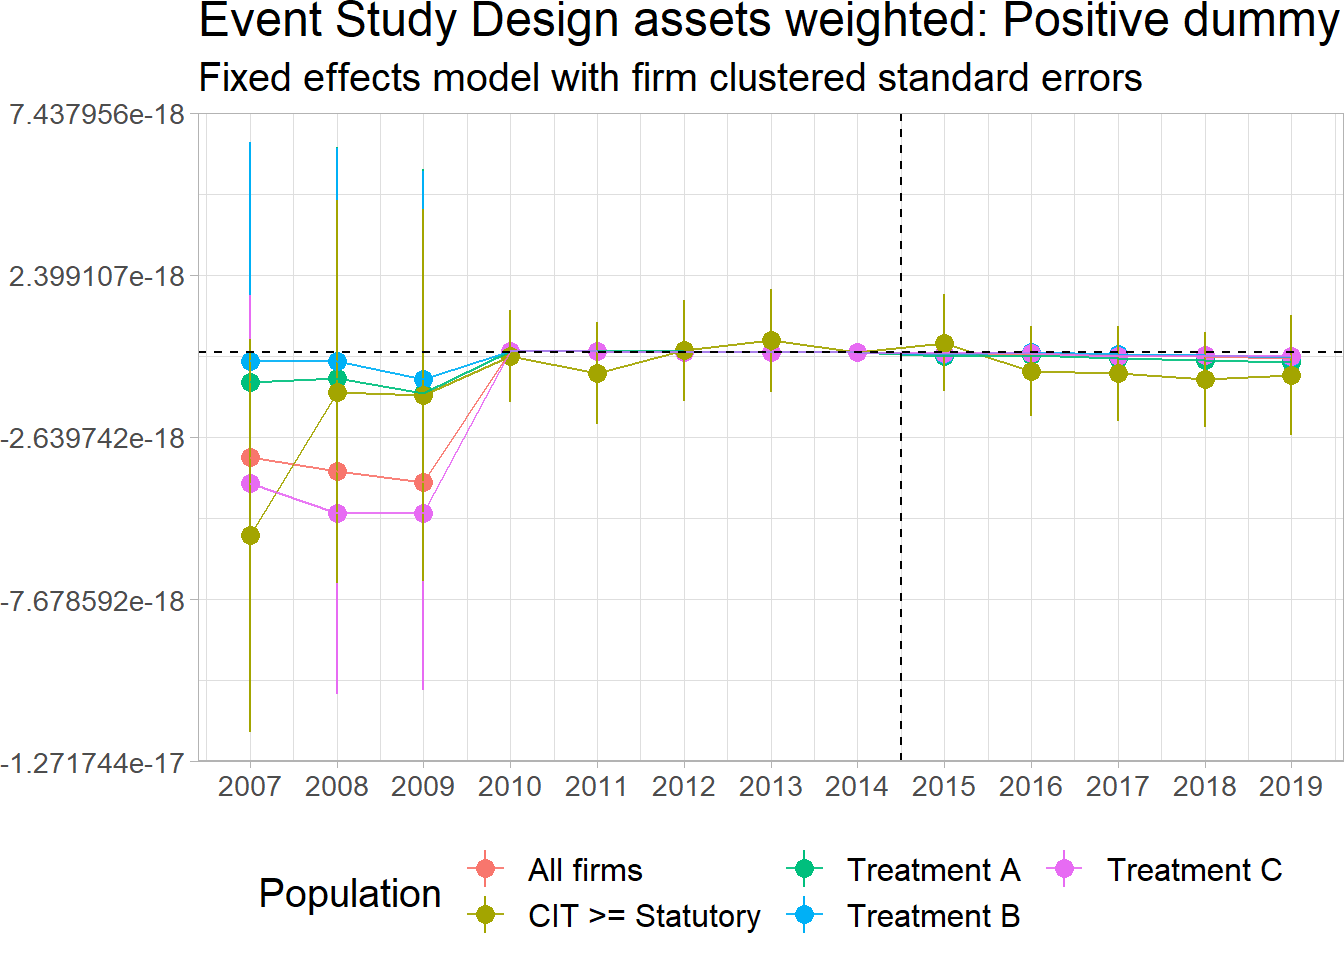 Event Study Design assets weighted: Positive dummy
Fixed effects model with firm clustered standard errors
7.437956e-18
2.399107e-18
-2.639742e-18
-7.678592e-18
-1.271744e-17
2007 2008 2009 2010 2011 2012 2013 2014 2015 2016 2017 2018 2019
Population
All firms
CIT >= Statutory
Treatment A
Treatment B
Treatment C